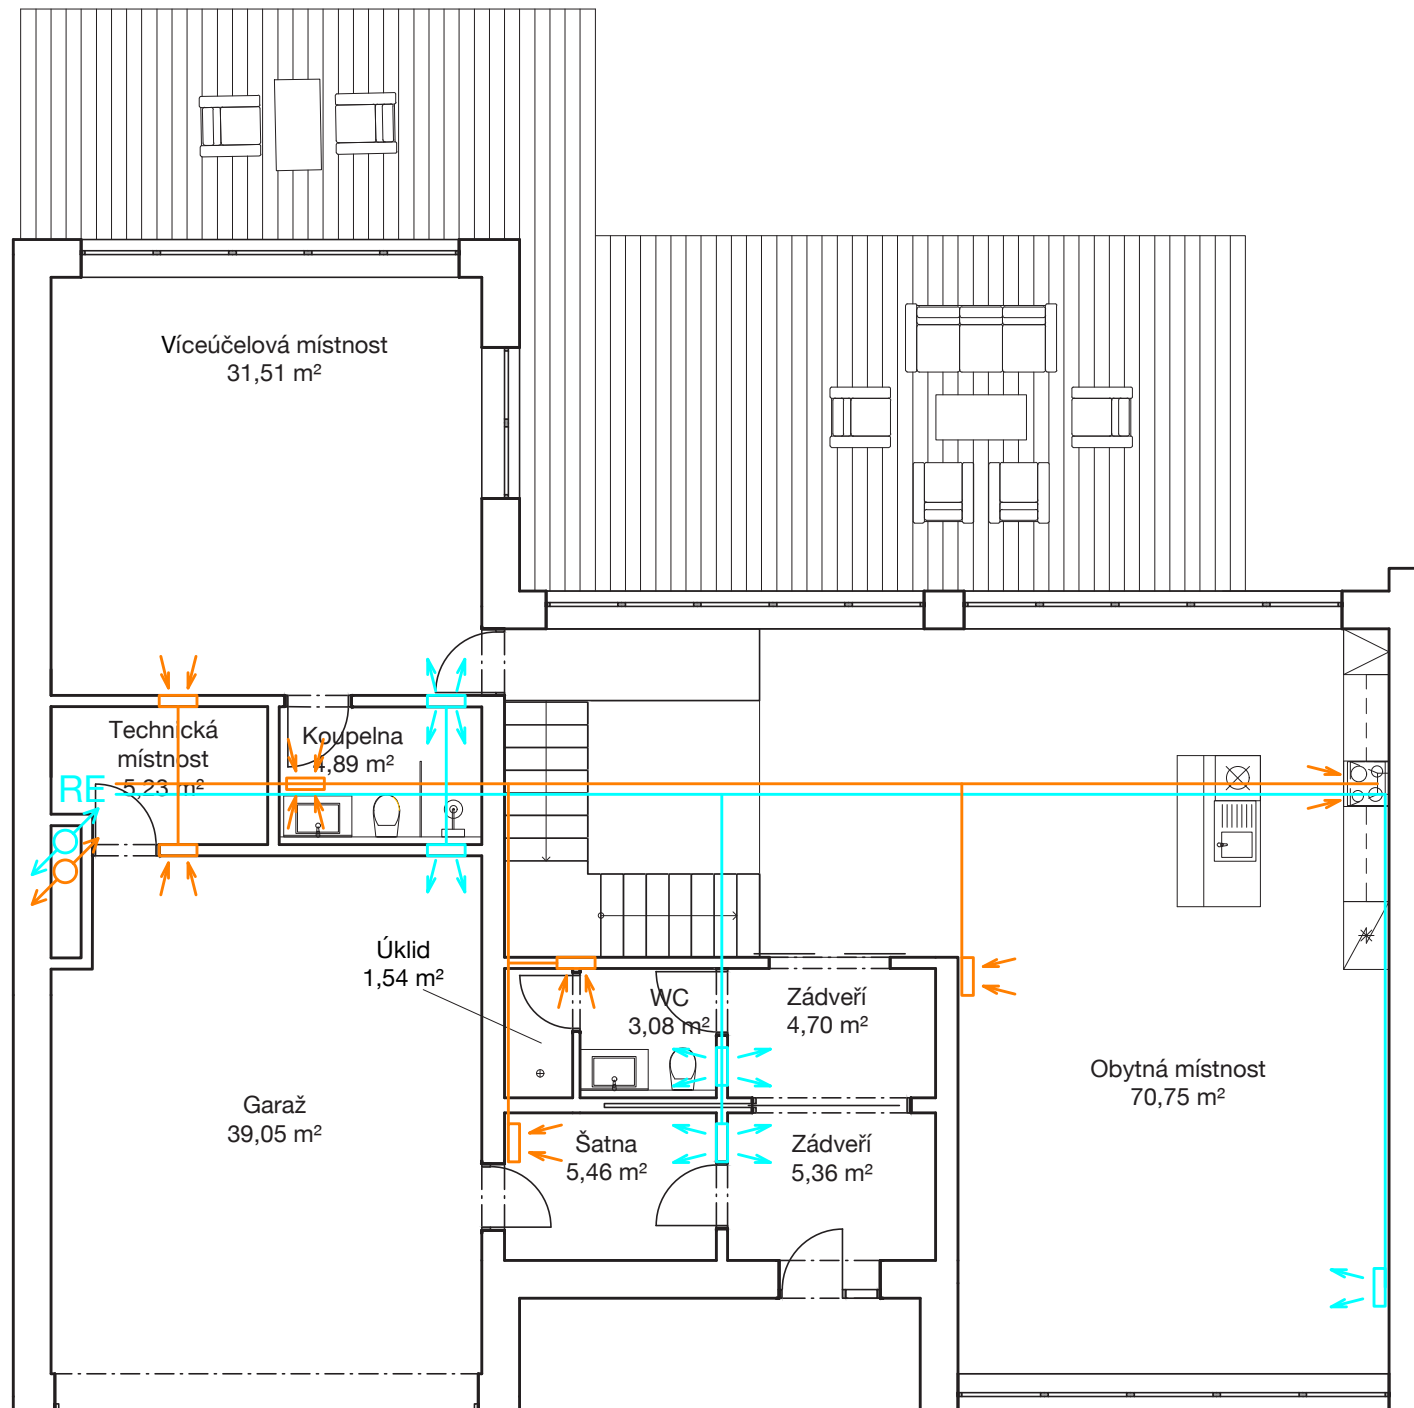 Víceúčelová místnost
31,51 m²
Technická
místnost
5,23 m²
Koupelna
4,89 m²
RE
Úklid
1,54 m²
WC
3,08 m²
Zádveří
4,70 m²
Obytná místnost
70,75 m²
Garaž
39,05 m²
Šatna
5,46 m²
Zádveří
5,36 m²